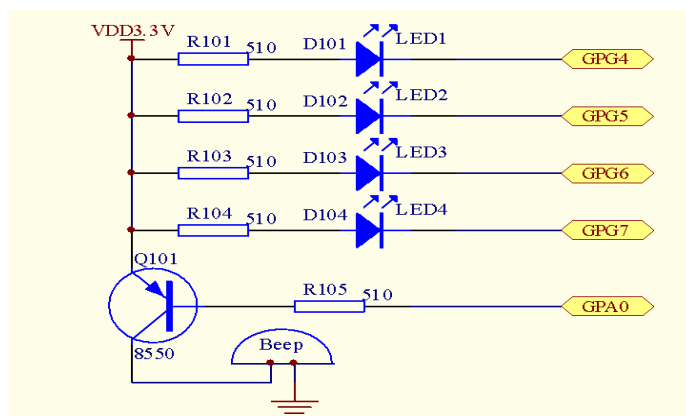 VDD3.3V
R101 510 D101 LED1 GPG4
R102 510 D102 LED2 GPG5
R103 510 D103 LED3 GPG6
R104 510 D104 LED4 GPG7
Q101
R105 510 GPA0
8550
Beep